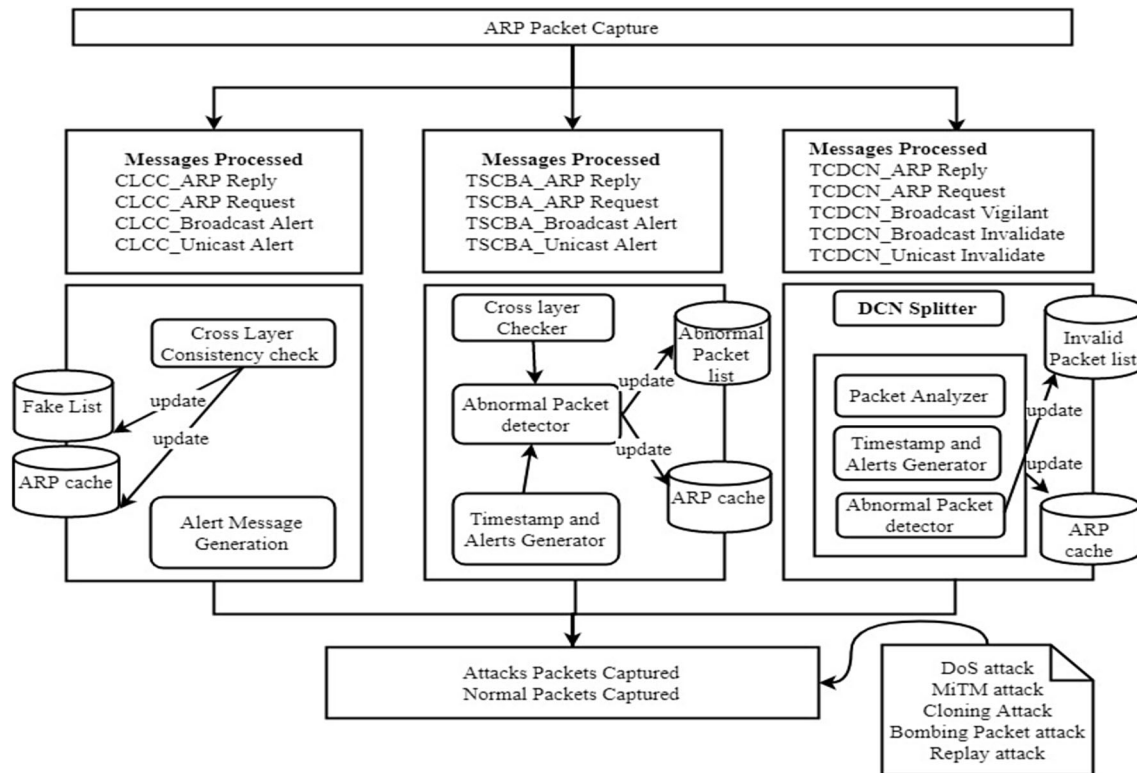 ARP Packet Capture
Messages Processed
CLCC_ARP Reply
CLCC_ARP Request
CLCC_Broadcast Alert
CLCC_Unicast Alert
Messages Processed
TSCBA_ARP Reply
TSCBA_ARP Request
TSCBA_Broadcast Alert
TSCBA_Unicast Alert
Messages Processed
TCDCN_ARP Reply
TCDCN_ARP Request
TCDCN_Broadcast Vigilant
TCDCN_Broadcast Invalidate
TCDCN_Unicast Invalidate
Cross Layer
Consistency check
update
Fake List
update
ARP cache
Alert Message
Generation
Cross layer
Checker
Abnormal
Packet
list
update
Abnormal Packet
detector
update
ARP cache
Timestamp and
Alerts Generator
DCN Splitter
Invalid
Packet list
Packet Analyzer
update
Timestamp and
Alerts Generator
update
Abnormal Packet
detector
ARP
cache
Attacks Packets Captured
Normal Packets Captured
DoS attack
MiTM attack
Cloning Attack
Bombing Packet attack
Replay attack